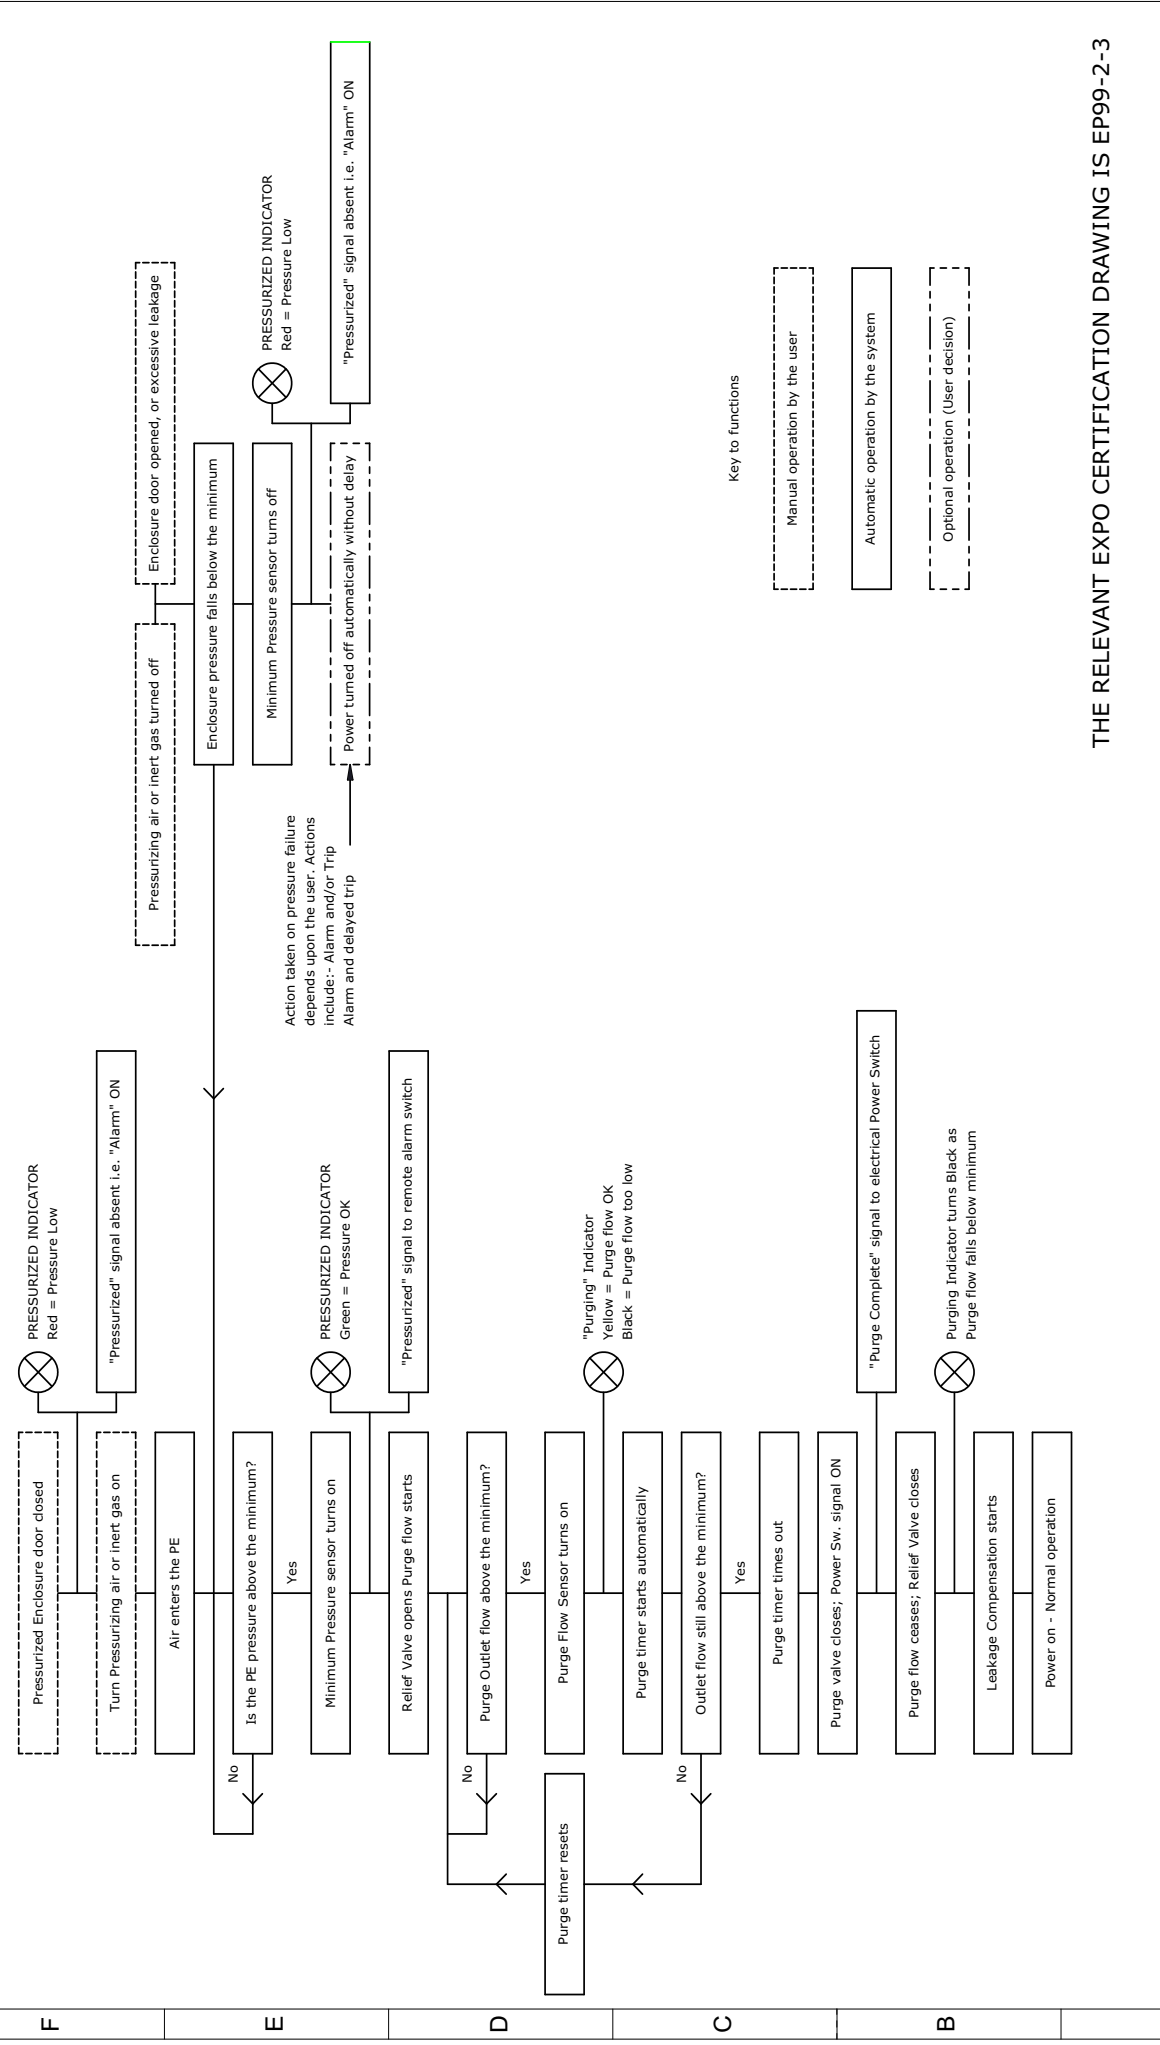 Pressurized Enclosure door closed
PRESSURIZED INDICATOR
Red = Pressure Low
"Pressurized" signal absent i.e. "Alarm" ON
Turn Pressurizing air or inert gas on
Air enters the PE
Is the PE pressure above the minimum?
No
Yes
Minimum Pressure sensor turns on
PRESSURIZED INDICATOR
Green = Pressure OK
"Pressurized" signal to remote alarm switch
Relief Valve opens Purge flow starts
Purge Outlet flow above the minimum?
No
Yes
Purge Flow Sensor turns on
Purge timer resets
"Purging" Indicator
Yellow = Purge flow OK
Black = Purge flow too low
Purge timer starts automatically
Outlet flow still above the minimum?
No
Yes
Purge timer times out
Purge valve closes; Power Sw. signal ON
"Purge Complete" signal to electrical Power Switch
Purge flow ceases; Relief Valve closes
Purging Indicator turns Black as
Purge flow falls below minimum
Leakage Compensation starts
Power on - Normal operation
Pressurizing air or inert gas turned off
Enclosure door opened, or excessive leakage
Enclosure pressure falls below the minimum
Minimum Pressure sensor turns off
PRESSURIZED INDICATOR
Red = Pressure Low
"Pressurized" signal absent i.e. "Alarm" ON
Action taken on pressure failure
depends upon the user. Actions
include:- Alarm and/or Trip
Alarm and delayed trip
Power turned off automatically without delay
Key to functions
Manual operation by the user
Automatic operation by the system
Optional operation (User decision)
THE RELEVANT EXPO CERTIFICATION DRAWING IS EP99-2-3
F
E
D
C
B